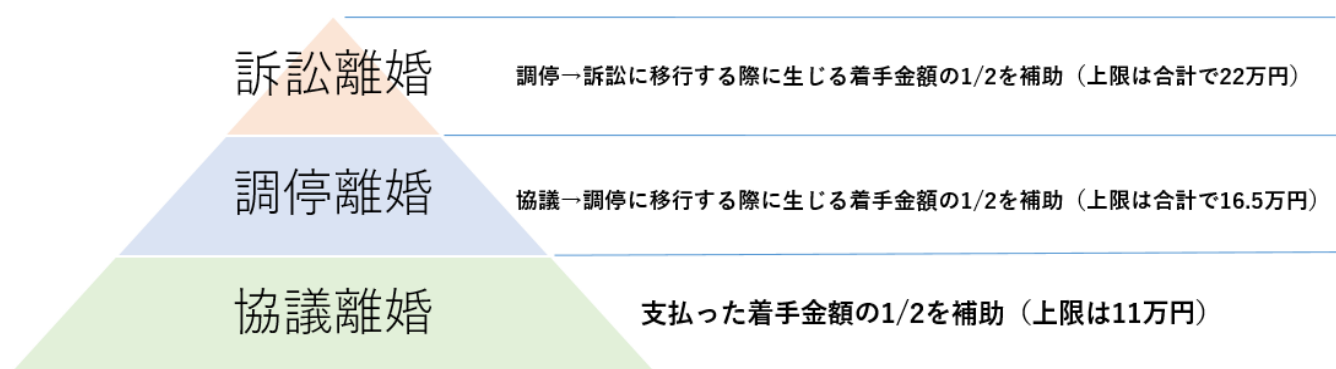 訴訟離婚
調停→訴訟に移行する際に生じる着手金額の1/2を補助（上限は合計で22万円）
調停離婚
協議→調停に移行する際に生じる着手金額の1/2を補助（上限は合計で16.5万円）
協議離婚
支払った着手金額の1/2を補助（上限は11万円）